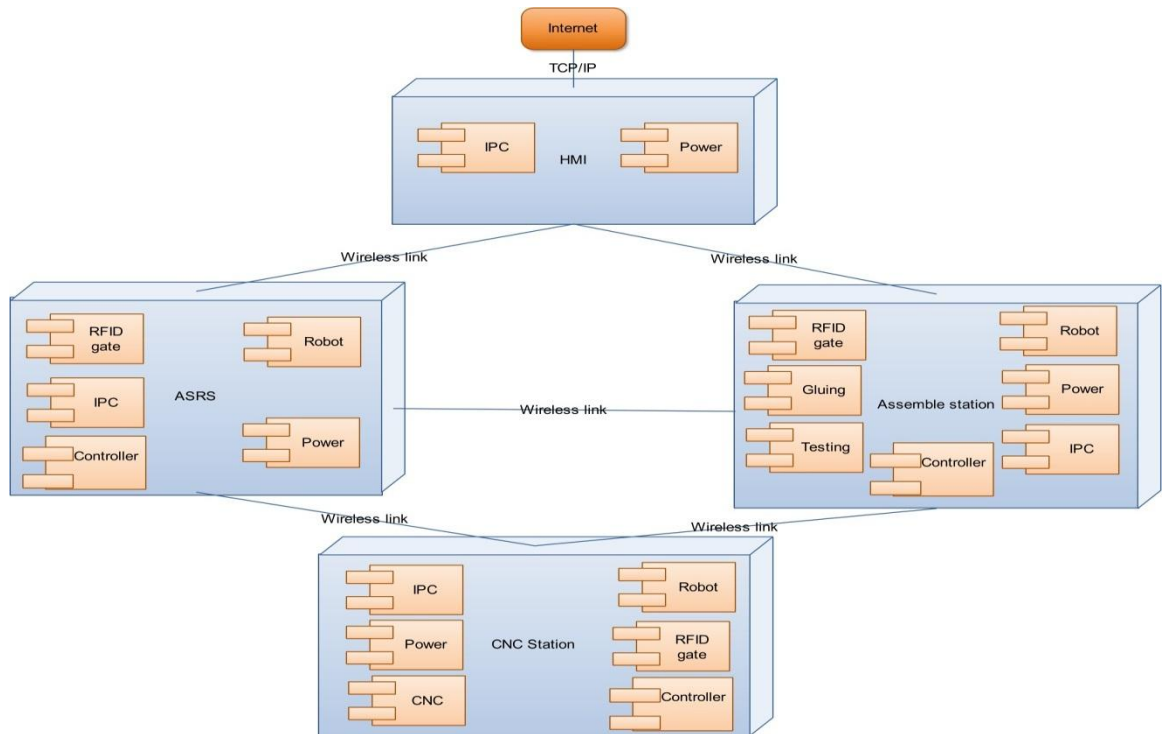 Internet
TCP/IP
IPC
Power
HMI
Wireless link
Wireless link
RFID
gate
Robot
IPC
ASRS
Controller
Power
Wireless link
RFID
gate
Robot
Gluing
Power
Assemble station
Testing
IPC
Controller
Wireless link
Wireless link
IPC
Robot
Power
CNC Station
RFID
gate
CNC
Controller